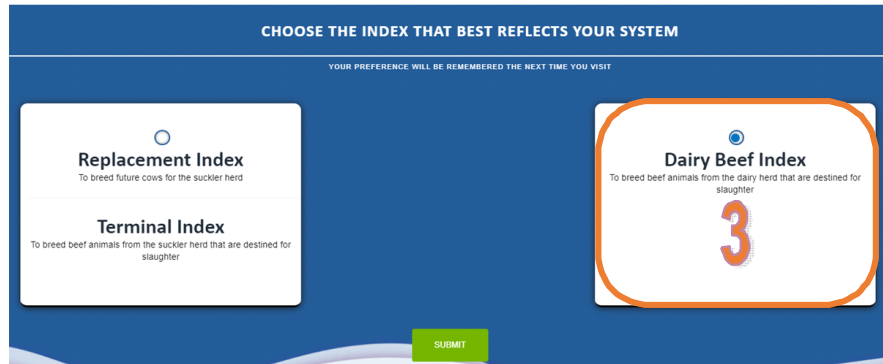 CHOOSE THE INDEX THAT BEST REFLECTS YOUR SYSTEM
YOUR PREFERENCE WILL BE REMEMBERED THE NEXT TIME YOU VISIT
Replacement Index
To breed future cows for the suckler herd
Terminal Index
To breed beef animals from the suckler herd that are destined for
slaughter
Dairy Beef Index
To breed beef animals from the dairy herd that are destined for
slaughter
3
SUBMIT